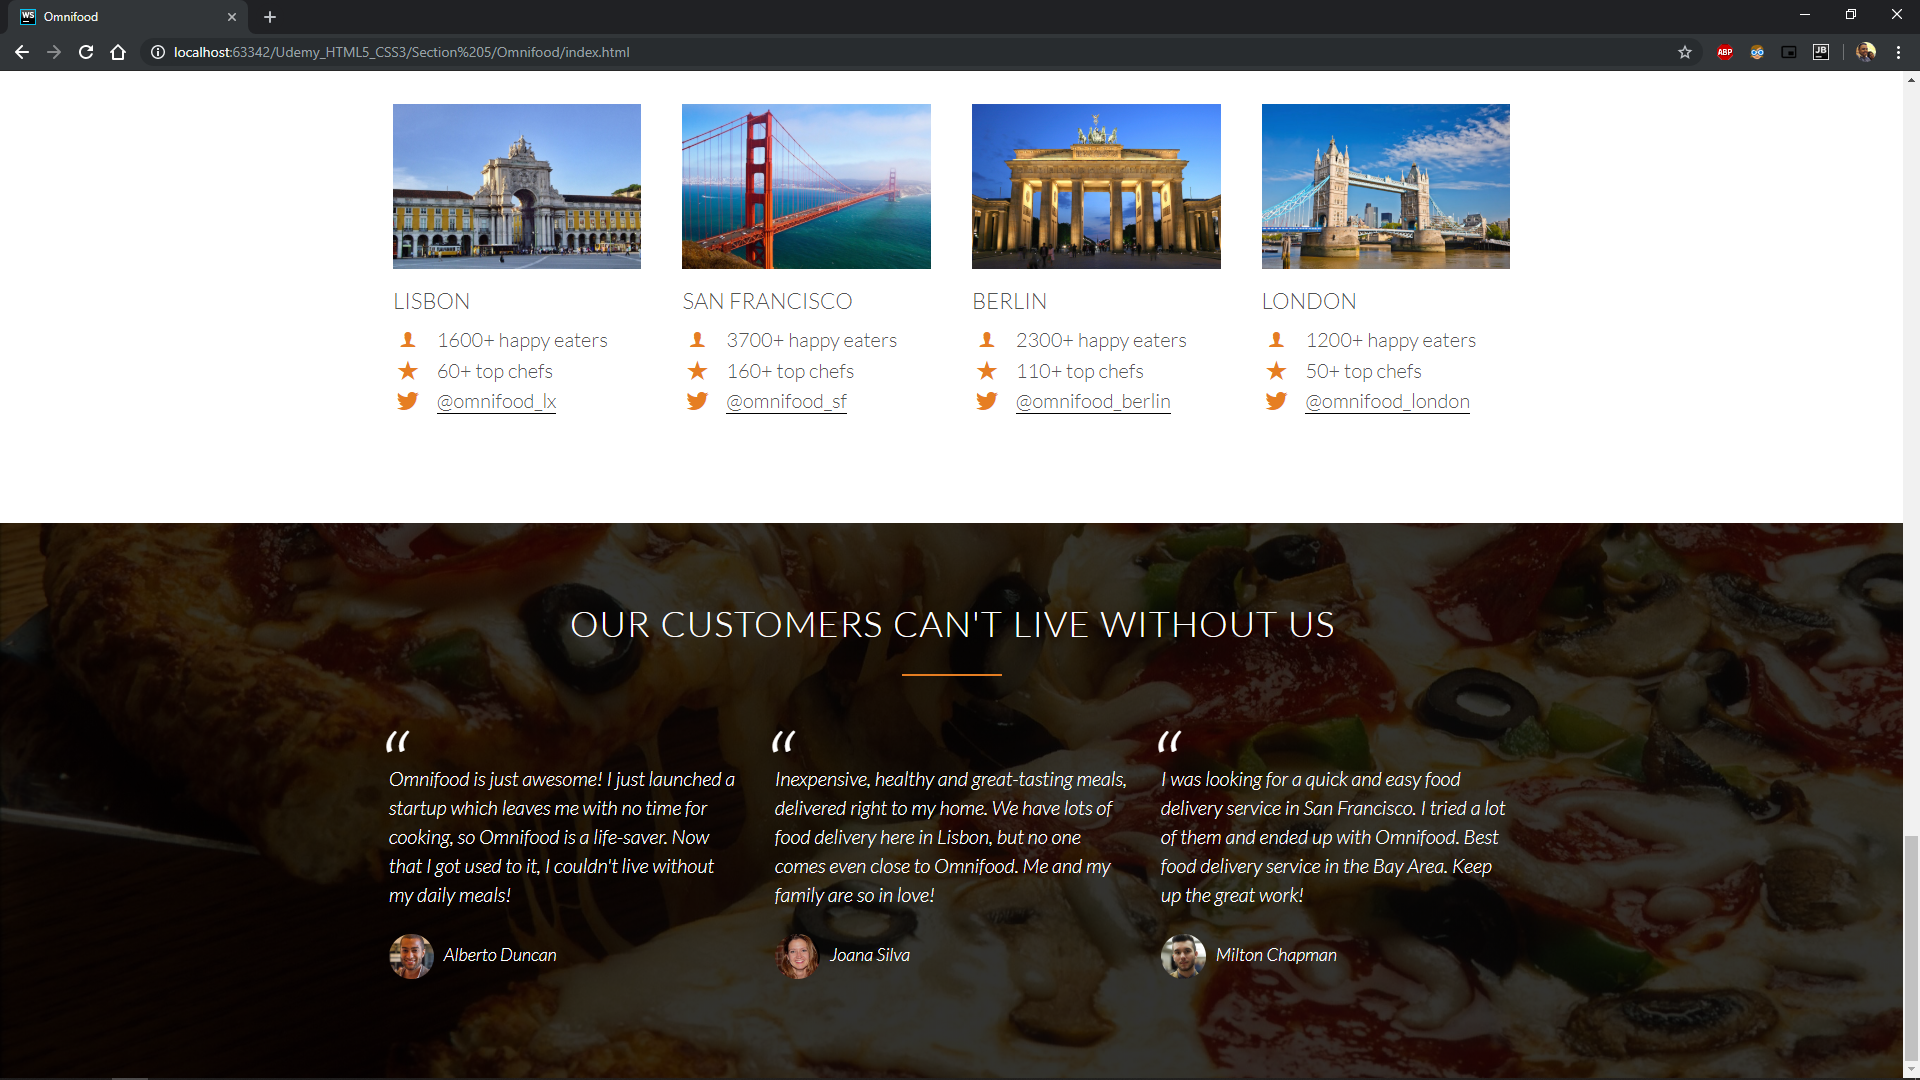 WS Omnifood
localhost:63342/Udemy_HTML5_CSS3/Section%205/Omnifood/index.html
ABP
JB
LISBON
1600+ happy eaters
60+ top chefs
@omnifood_lx
SAN FRANCISCO
3700+ happy eaters
160+ top chefs
@omnifood_sf
BERLIN
2300+ happy eaters
110+ top chefs
@omnifood_berlin
LONDON
1200+ happy eaters
50+ top chefs
@omnifood_london
OUR CUSTOMERS CAN'T LIVE WITHOUT US
“
Omnifood is just awesome! I just launched a
startup which leaves me with no time for
cooking, so Omnifood is a life-saver. Now
that I got used to it, I couldn't live without
my daily meals!
Alberto Duncan
“
Inexpensive, healthy and great-tasting meals,
delivered right to my home. We have lots of
food delivery here in Lisbon, but no one
comes even close to Omnifood. Me and my
family are so in love!
Joana Silva
“
I was looking for a quick and easy food
delivery service in San Francisco. I tried a lot
of them and ended up with Omnifood. Best
food delivery service in the Bay Area. Keep
up the great work!
Milton Chapman